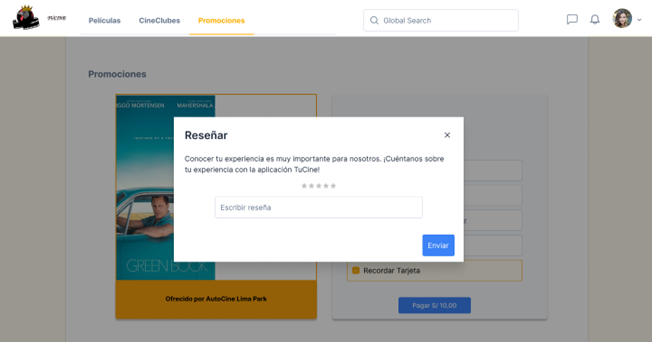 TUCINE
Películas
CineClubes
Promociones
Global Search
Promociones
IGGO MORTENSEN
MAHERSHALA
Reseñar
Conocer tu experiencia es muy importante para nosotros. ¡Cuéntanos sobre
tu experiencia con la aplicación TuCine!
Escribir reseña
Enviar
GREEN BOOK
Recordar Tarjeta
Ofrecido por AutoCine Lima Park
Pagar S/ 10,00